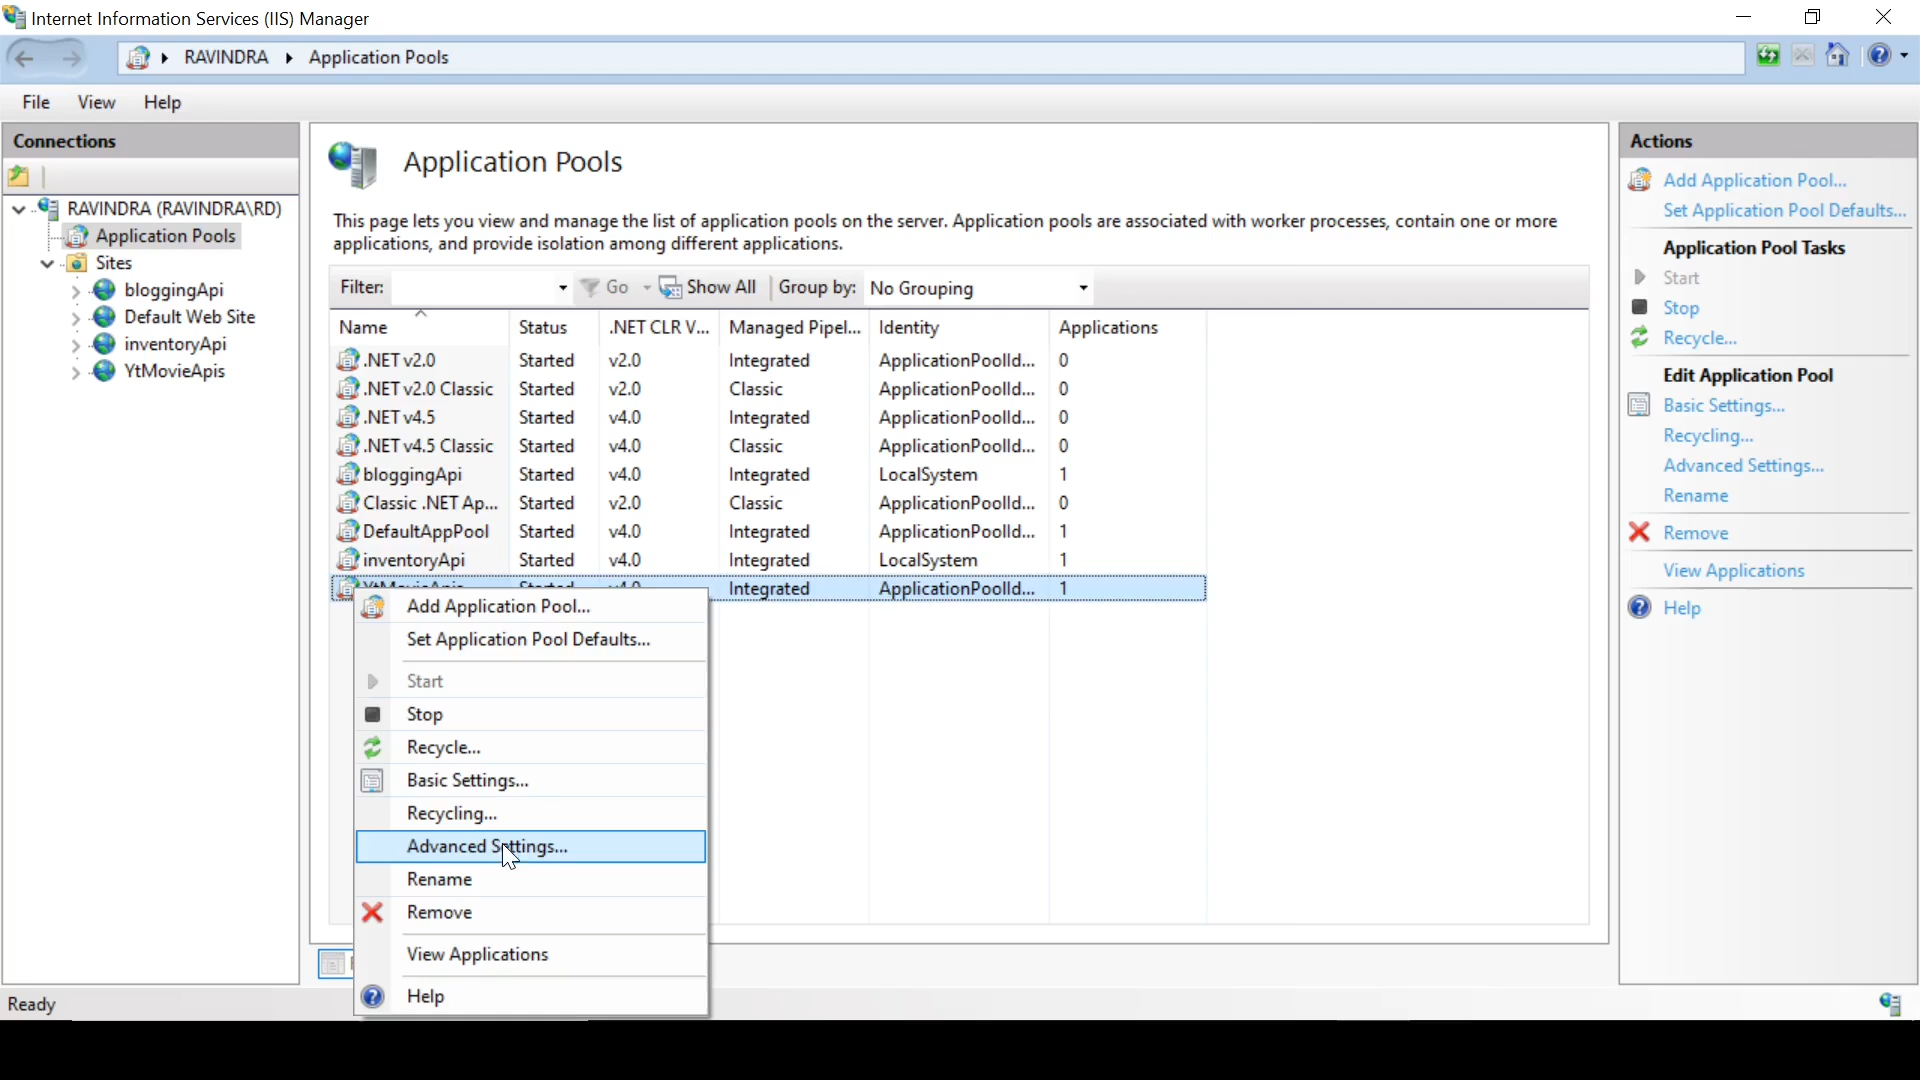 Internet Information Services (IIS) Manager
RAVINDRA Application Pools
File View Help
Connections
RAVINDRA (RAVINDRA\RD)
Application Pools
Sites
bloggingApi
Default Web Site
inventoryApi
YtMovieApis
Application Pools
This page lets you view and manage the list of application pools on the server. Application pools are associated with worker processes, contain one or more
applications, and provide isolation among different applications.
Filter: Go Show All Group by: No Grouping
Name Status .NET CLR V... Managed Pipel... Identity Applications
.NET v2.0 Started v2.0 Integrated ApplicationPoolId... 0
.NET v2.0 Classic Started v2.0 Classic ApplicationPoolId... 0
.NET v4.5 Started v4.0 Integrated ApplicationPoolId... 0
.NET v4.5 Classic Started v4.0 Classic ApplicationPoolId... 0
bloggingApi Started v4.0 Integrated LocalSystem 1
Classic .NET Ap... Started v2.0 Classic ApplicationPoolId... 0
DefaultAppPool Started v4.0 Integrated ApplicationPoolId... 1
inventoryApi Started v4.0 Integrated LocalSystem 1
YtMovieApis Started v4.0 Integrated ApplicationPoolId... 1
Add Application Pool...
Set Application Pool Defaults...
Start
Stop
Recycle...
Basic Settings...
Recycling...
Advanced Settings...
Rename
Remove
View Applications
Help
Actions
Add Application Pool...
Set Application Pool Defaults...
Application Pool Tasks
Start
Stop
Recycle...
Edit Application Pool
Basic Settings...
Recycling...
Advanced Settings...
Rename
Remove
View Applications
Help
Ready